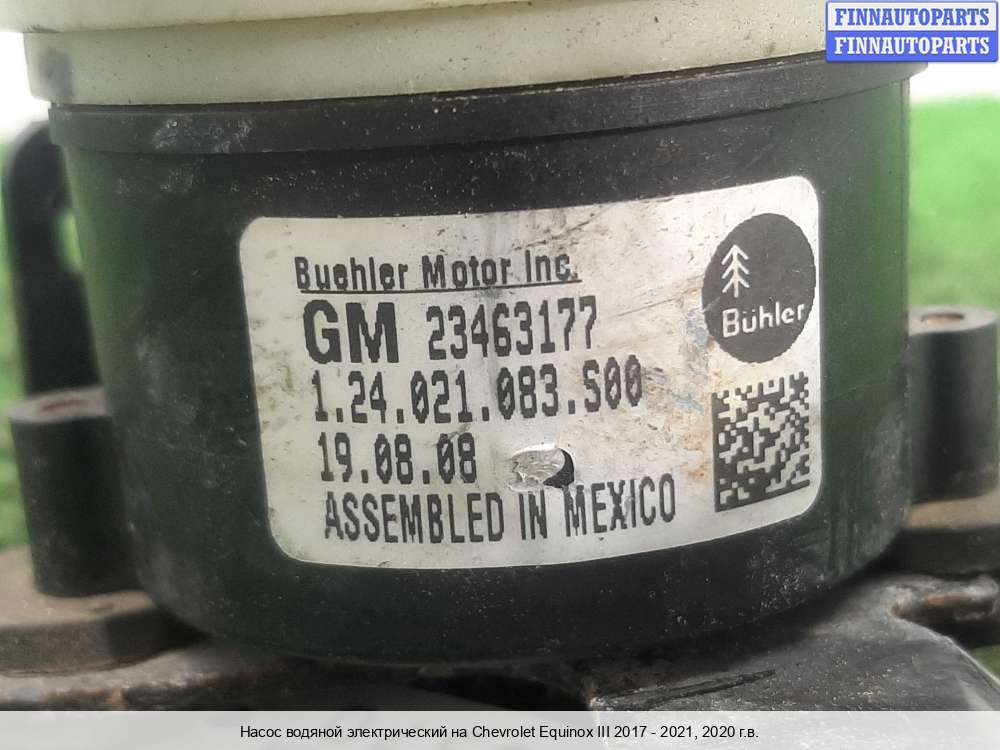 FINNAUTOPARTS
FINNAUTOPARTS
Buehler Motor Inc.
GM 23463177
Bühler
1.24.021.083.S00
19.08.08
ASSEMBLED IN MEXICO
Насос водяной электрический на Chevrolet Equinox III 2017 - 2021, 2020 г.в.